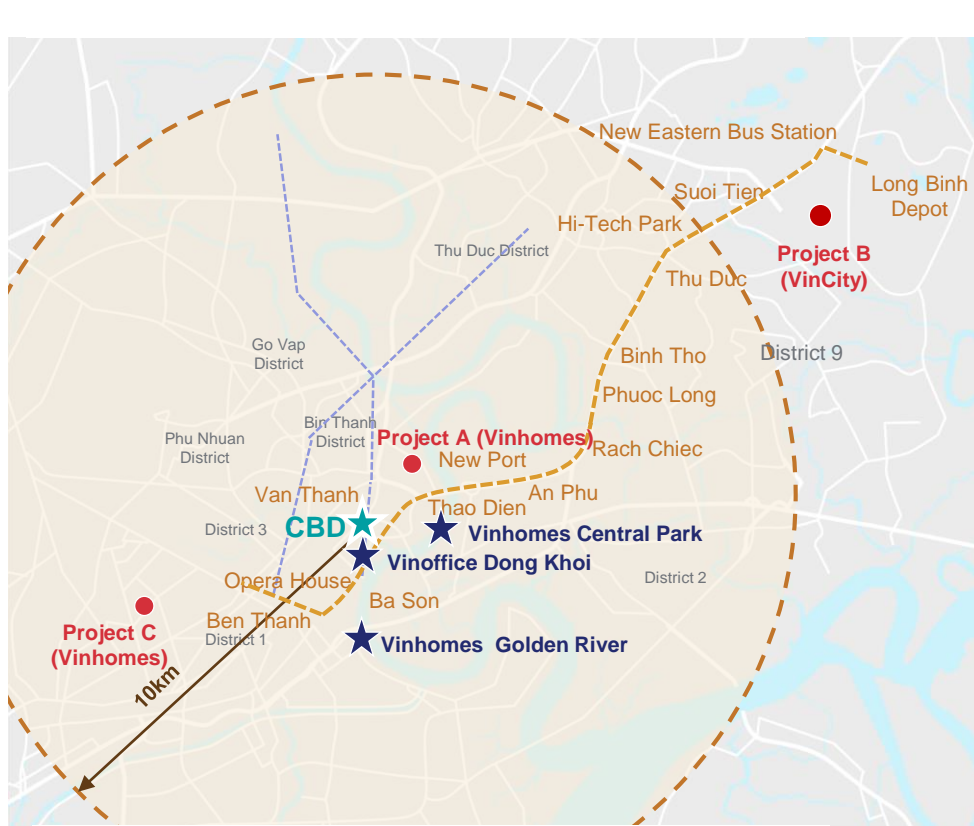 New Eastern Bus Station
Suoi Tien
Long Binh
Depot
Hi-Tech Park
Thu Duc District
Project B
(VinCity)
Thu Duc
Go Vap
District
Binh Tho
District 9
Phuoc Long
Bin Thanh
District
Phu Nhuan
District
Project A (Vinhomes)
Rach Chiec
New Port
Van Thanh
An Phu
Thao Dien
District 3
CBD
Vinhomes Central Park
Vinoffice Dong Khoi
Opera House
District 2
Ba Son
Ben Thanh
District 1
Project C
(Vinhomes)
Vinhomes Golden River
10km